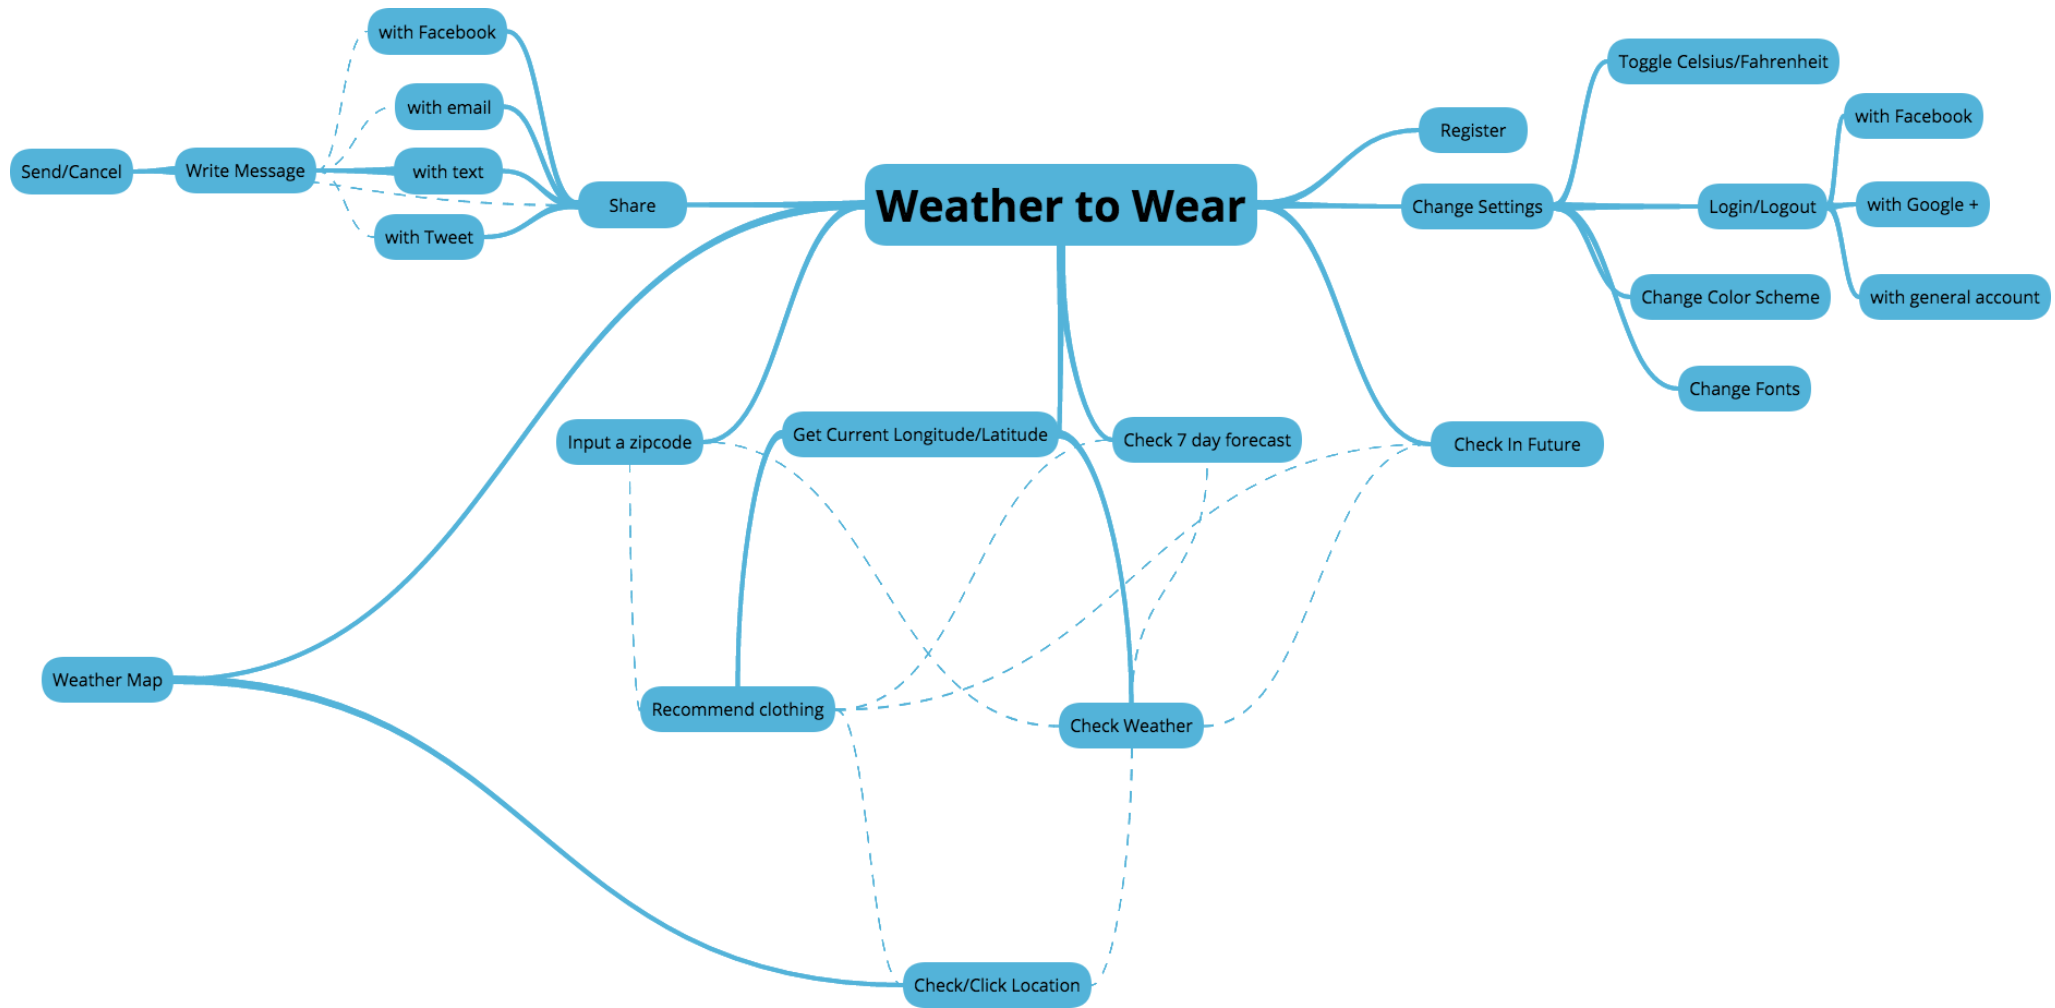 with Facebook
with email
with text
with Tweet
Send/Cancel
Write Message
Share
Weather to Wear
Register
Change Settings
Toggle Celsius/Fahrenheit
Login/Logout
with Facebook
with Google +
with general account
Change Color Scheme
Change Fonts
Input a zipcode
Get Current Longitude/Latitude
Check 7 day forecast
Check In Future
Weather Map
Recommend clothing
Check Weather
Check/Click Location